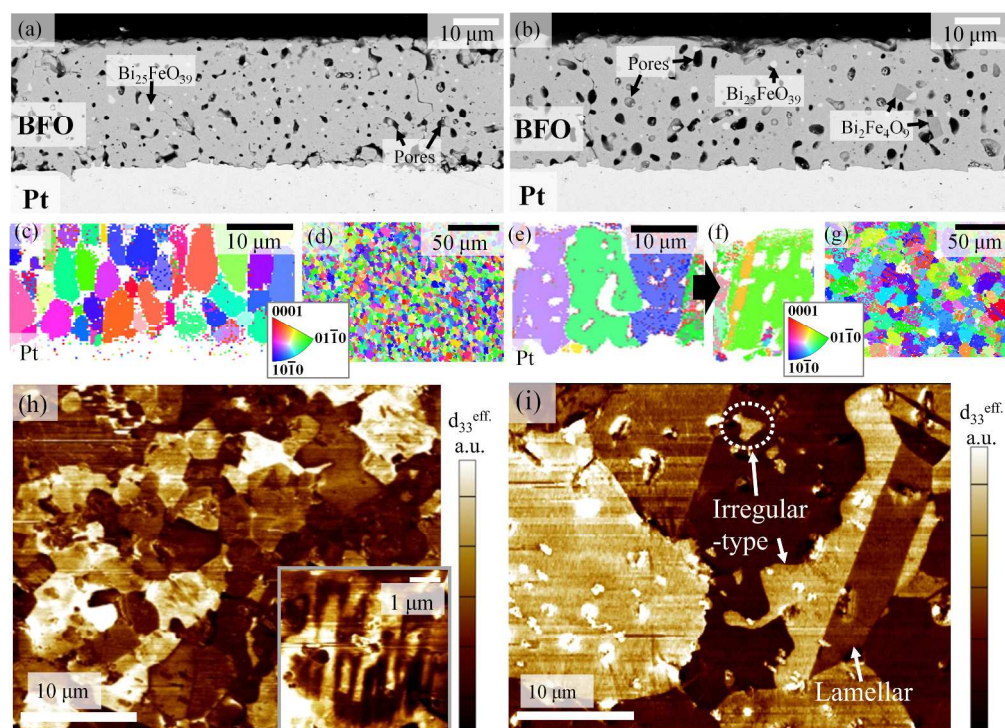 (a)
10 μm
Bi₂₅FeO₃₉
BFO
Pores
Pt
(b)
10 μm
Pores
Bi₂₅FeO₃₉
BFO
Bi₂Fe₄O₉
Pt
(c)
10 μm
(d)
50 μm
Pt
0001
011̄0
101̄0
(e)
10 μm
(f)
(g)
50 μm
Pt
0001
011̄0
101̄0
(h)
d₃₃ᵉᶠᶠ·
a.u.
1 μm
10 μm
(i)
d₃₃ᵉᶠᶠ·
a.u.
Irregular
-type
Lamellar
10 μm